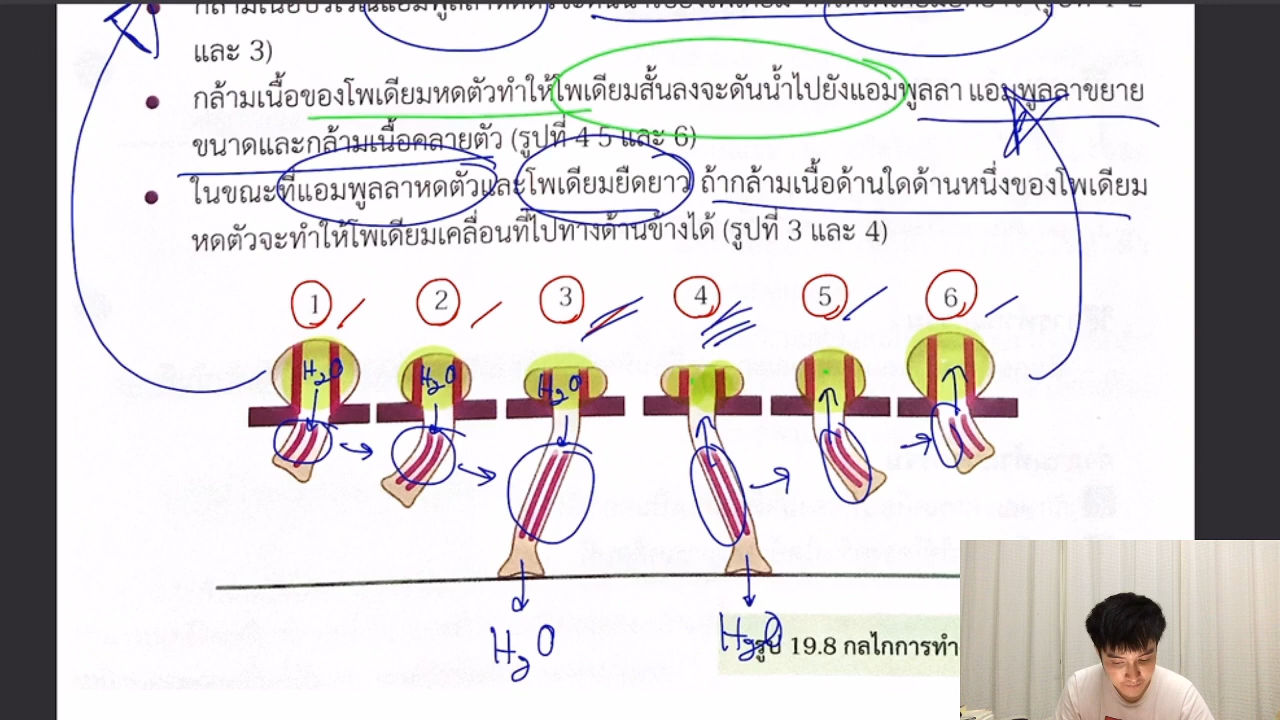 และ 3)
กล้ามเนื้อของโพเดียมหดตัวทำให้โพเดียมสั้นลงจะดันน้ำไปยังแอมพูลลา แอมพูลลาขยาย
ขนาดและกล้ามเนื้อคลายตัว (รูปที่ 4 5 และ 6)
ในขณะที่แอมพูลลาหดตัวและโพเดียมยืดยาว ถ้ากล้ามเนื้อด้านใดด้านหนึ่งของโพเดียม
หดตัวจะทำให้โพเดียมเคลื่อนที่ไปทางด้านข้างได้ (รูปที่ 3 และ 4)
1 2 3 4 5 6
H2O H2O H2O
H2O H2O
รูป 19.8 กลไกการทำ